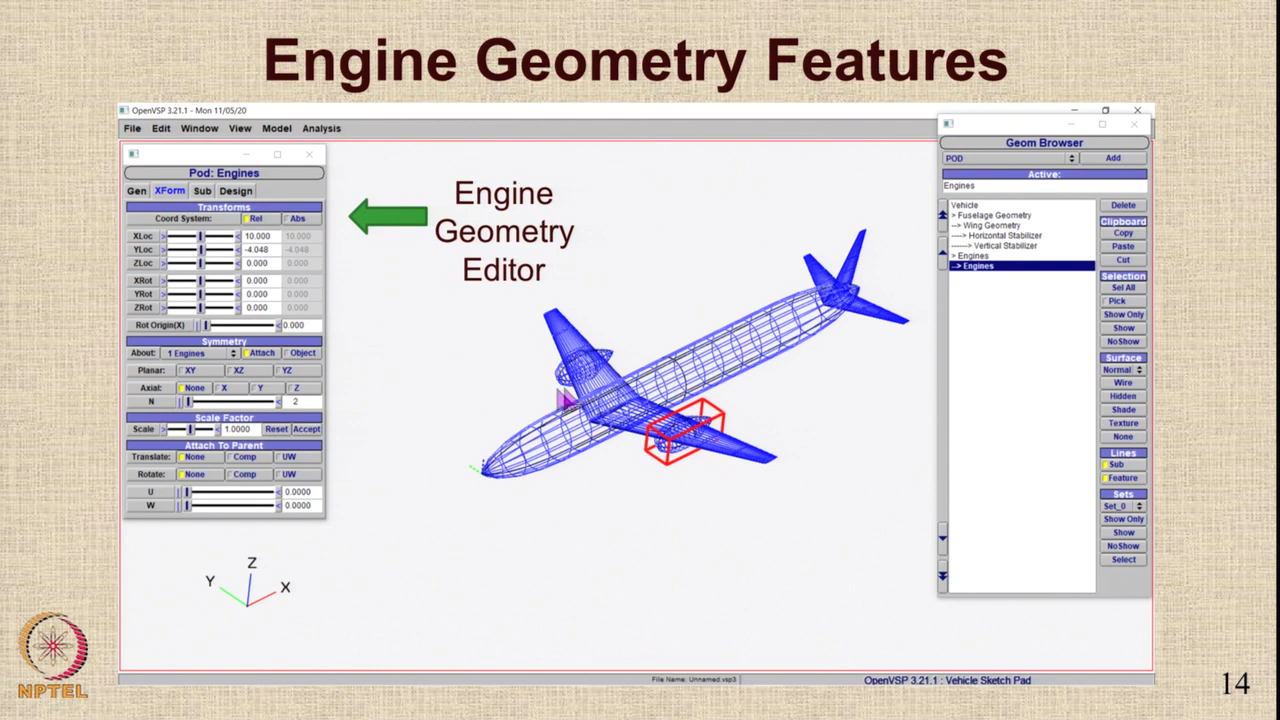 Engine Geometry Features
OpenVSP 3.21.1 - Mon 11/05/20
File Edit Window View Model Analysis
Pod: Engines
Gen XForm Sub Design
Transforms
Coord System: Rel Abs
XLoc > < 10.000 10.000
YLoc > < -4.048 -4.048
ZLoc > < 0.000 0.000
XRot > < 0.000 0.000
YRot > < 0.000 0.000
ZRot > < 0.000 0.000
Rot Origin(X) < 0.000
Symmetry
About: 1 Engines Attach Object
Planar: XY XZ YZ
Axial: None X Y Z
N < 2
Scale Factor
Scale > < 1.0000 Reset Accept
Attach To Parent
Translate: None Comp UW
Rotate: None Comp UW
U < 0.0000
W < 0.0000
Engine
Geometry
Editor
Z
Y
X
Geom Browser
POD Add
Active:
Engines
Vehicle
> Fuselage Geometry
--> Wing Geometry
----> Horizontal Stabilizer
------> Vertical Stabilizer
> Engines
--> Engines
Delete
Clipboard
Copy
Paste
Cut
Selection
Sel All
Pick
Show Only
Show
NoShow
Surface
Normal
Wire
Hidden
Shade
Texture
None
Lines
Sub
Feature
Sets
Set_0
Show Only
Show
NoShow
Select
File Name: Unnamed.vsp3
OpenVSP 3.21.1 : Vehicle Sketch Pad
NPTEL
14